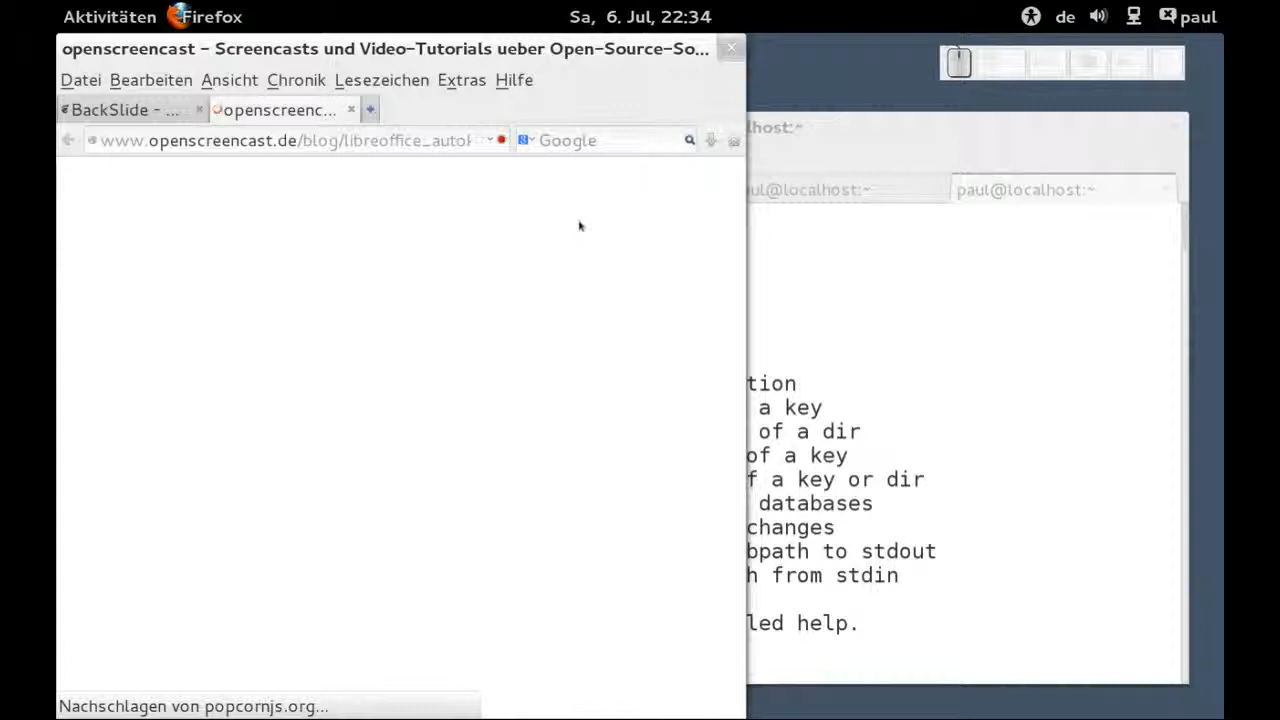 Aktivitäten Firefox Sa, 6. Jul, 22:34 de paul
openscreencast - Screencasts und Video-Tutorials ueber Open-Source-So...
Datei Bearbeiten Ansicht Chronik Lesezeichen Extras Hilfe
BackSlide - ... openscreenc...
www.openscreencast.de/blog/libreoffice_autok Google
lhost:~
ul@localhost:~ paul@localhost:~
tion
a key
of a dir
of a key
f a key or dir
databases
changes
bpath to stdout
h from stdin
led help.
Nachschlagen von popcornjs.org...